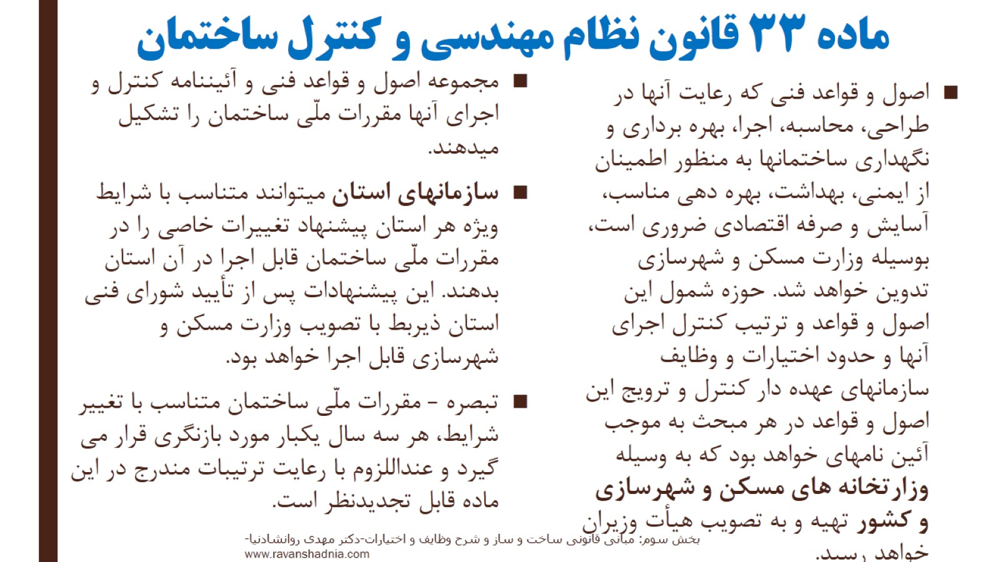 ماده ۳۳ قانون نظام مهندسی و کنترل ساختمان
■ اصول و قواعد فنی که رعایت آنها در
طراحی، محاسبه، اجرا، بهره برداری و
نگهداری ساختمانها به منظور اطمینان
از ایمنی، بهداشت، بهره دهی مناسب،
آسایش و صرفه اقتصادی ضروری است،
بوسیله وزارت مسکن و شهرسازی
تدوین خواهد شد. حوزه شمول این
اصول و قواعد و ترتیب کنترل اجرای
آنها و حدود اختیارات و وظایف
سازمانهای عهده دار کنترل و ترویج این
اصول و قواعد در هر مبحث به موجب
آئین نامهای خواهد بود که به وسیله
وزارتخانه های مسکن و شهرسازی
و کشور تهیه و به تصویب هیأت وزیران
خواهد رسید.
■ مجموعه اصول و قواعد فنی و آئیننامه کنترل و
اجرای آنها مقررات ملّی ساختمان را تشکیل
میدهند.
■ سازمانهای استان میتوانند متناسب با شرایط
ویژه هر استان پیشنهاد تغییرات خاصی را در
مقررات ملّی ساختمان قابل اجرا در آن استان
بدهند. این پیشنهادات پس از تأیید شورای فنی
استان ذیربط با تصویب وزارت مسکن و
شهرسازی قابل اجرا خواهد بود.
■ تبصره – مقررات ملّی ساختمان متناسب با تغییر
شرایط، هر سه سال یکبار مورد بازنگری قرار می
گیرد و عنداللزوم با رعایت ترتیبات مندرج در این
ماده قابل تجدیدنظر است.
بخش سوم: مبانی قانونی ساخت و ساز و شرح وظایف و اختیارات-دکتر مهدی روانشادنیا-
www.ravanshadnia.com